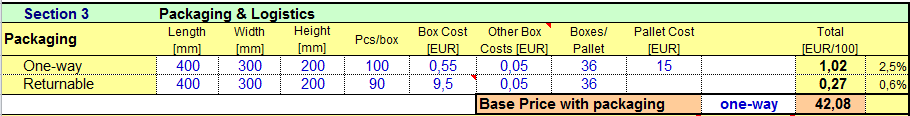 Section 3 Packaging & Logistics
Packaging Length [mm] Width [mm] Height [mm] Pcs/box Box Cost [EUR] Other Box Costs [EUR] Boxes/ Pallet Pallet Cost [EUR] Total [EUR/100]
One-way 400 300 200 100 0,55 0,05 36 15 1,02 2,5%
Returnable 400 300 200 90 9,5 0,05 36 0,27 0,6%
Base Price with packaging one-way 42,08